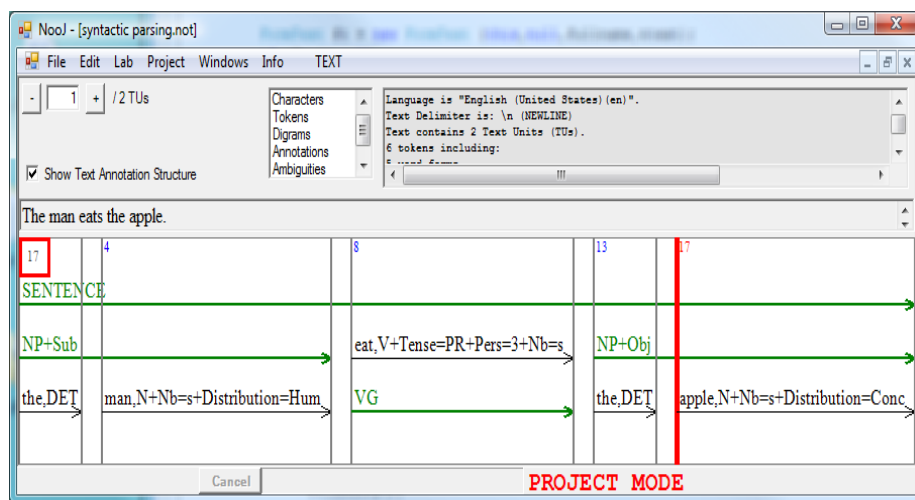 NooJ - [syntactic parsing.not]
File Edit Lab Project Windows Info TEXT
- 1 + / 2 TUs
Characters
Tokens
Digrams
Annotations
Ambiguities
Language is "English (United States)(en)".
Text Delimiter is: \n (NEWLINE)
Text contains 2 Text Units (TUs).
6 tokens including:
Show Text Annotation Structure
The man eats the apple.
17 4 8 13 17
SENTENCE
NP+Sub eat,V+Tense=PR+Pers=3+Nb=s NP+Obj
the,DET man,N+Nb=s+Distribution=Hum VG the,DET apple,N+Nb=s+Distribution=Conc
Cancel PROJECT MODE